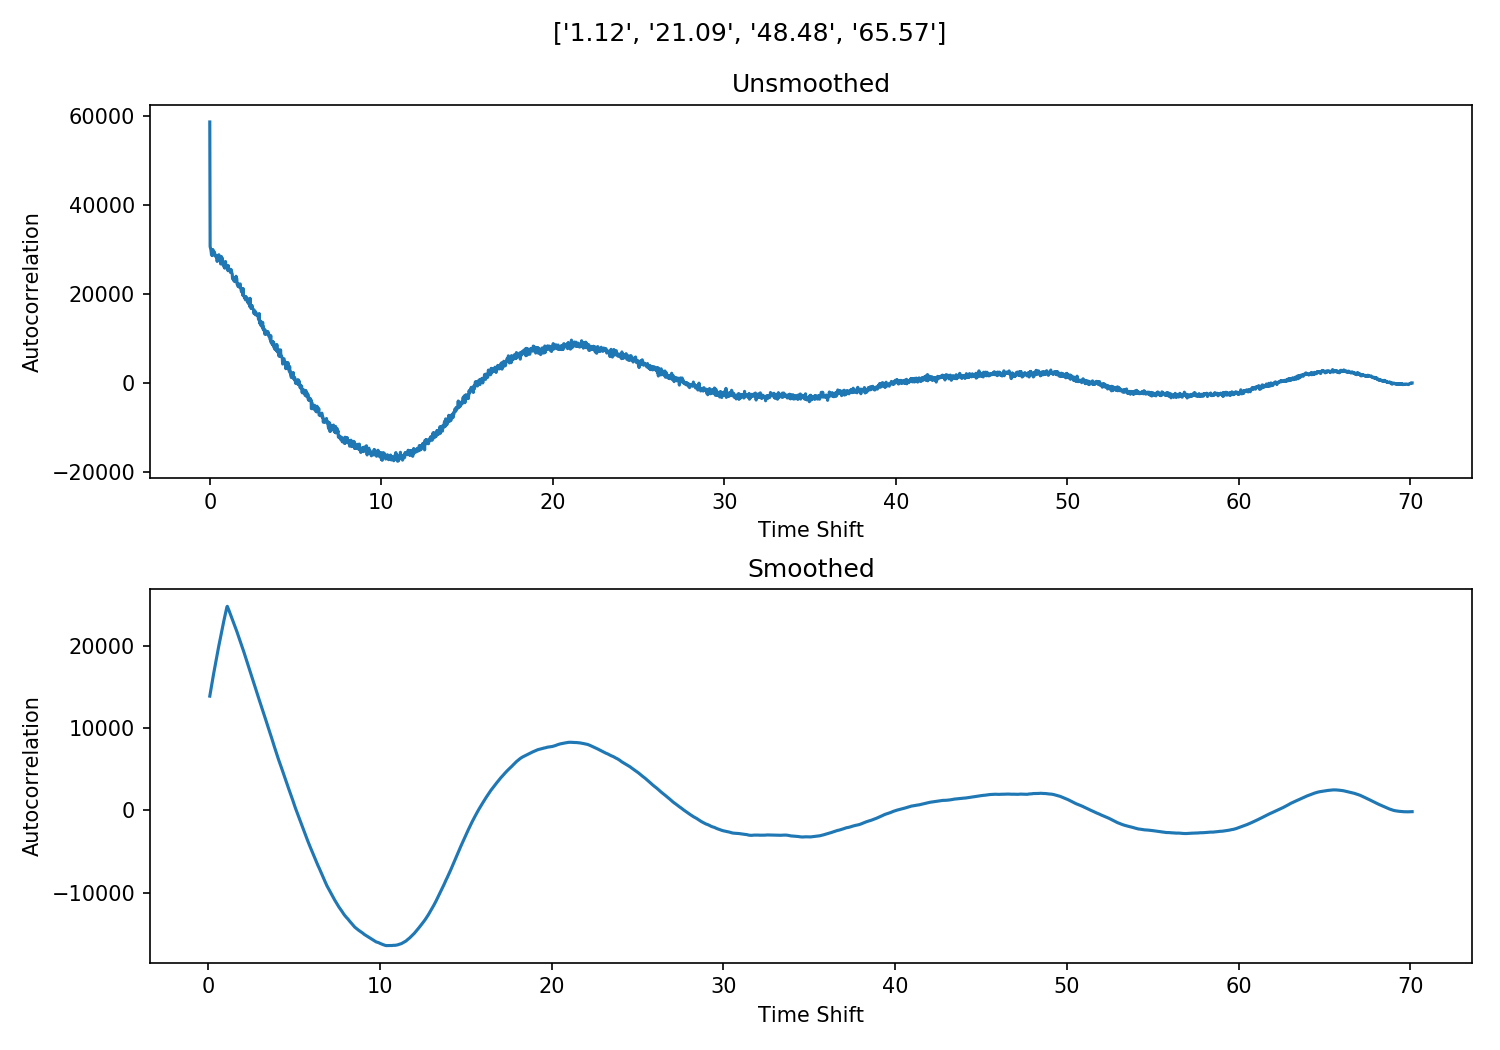 ['1.12', '21.09', '48.48', '65.57']
Unsmoothed
60000
40000
20000
0
−20000
Autocorrelation
0 10 20 30 40 50 60 70
Time Shift
Smoothed
20000
10000
0
−10000
Autocorrelation
0 10 20 30 40 50 60 70
Time Shift